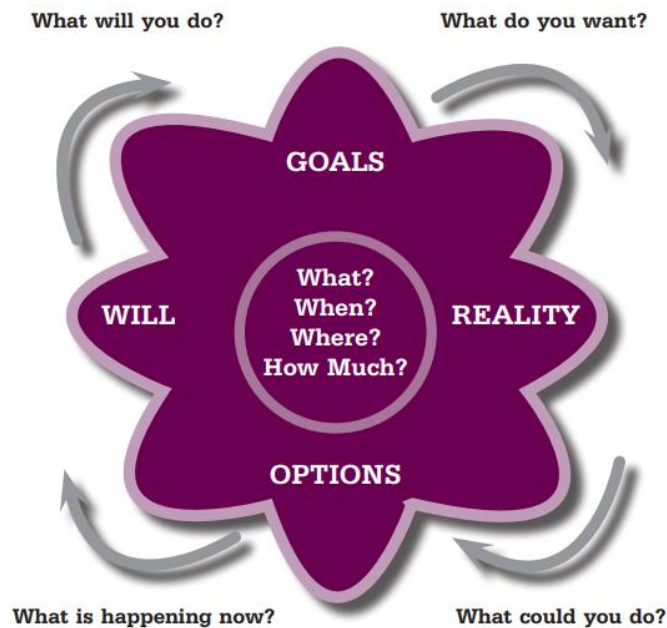 What will you do?
What do you want?
GOALS
What?
When?
Where?
How Much?
WILL
REALITY
OPTIONS
What is happening now?
What could you do?